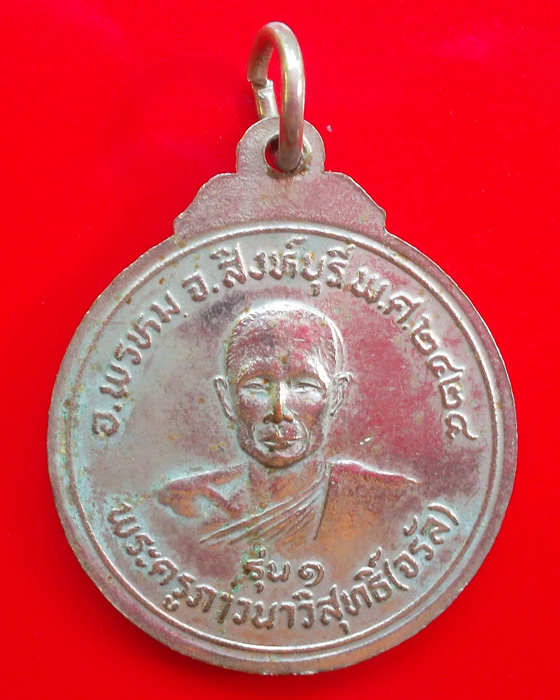 อ.พรหม.จ.สิงห์บุรี.พ.ศ.๒๕๒๔
รุ่น ๑
พระครูภาวนาวิสุทธิ์(จรัล)